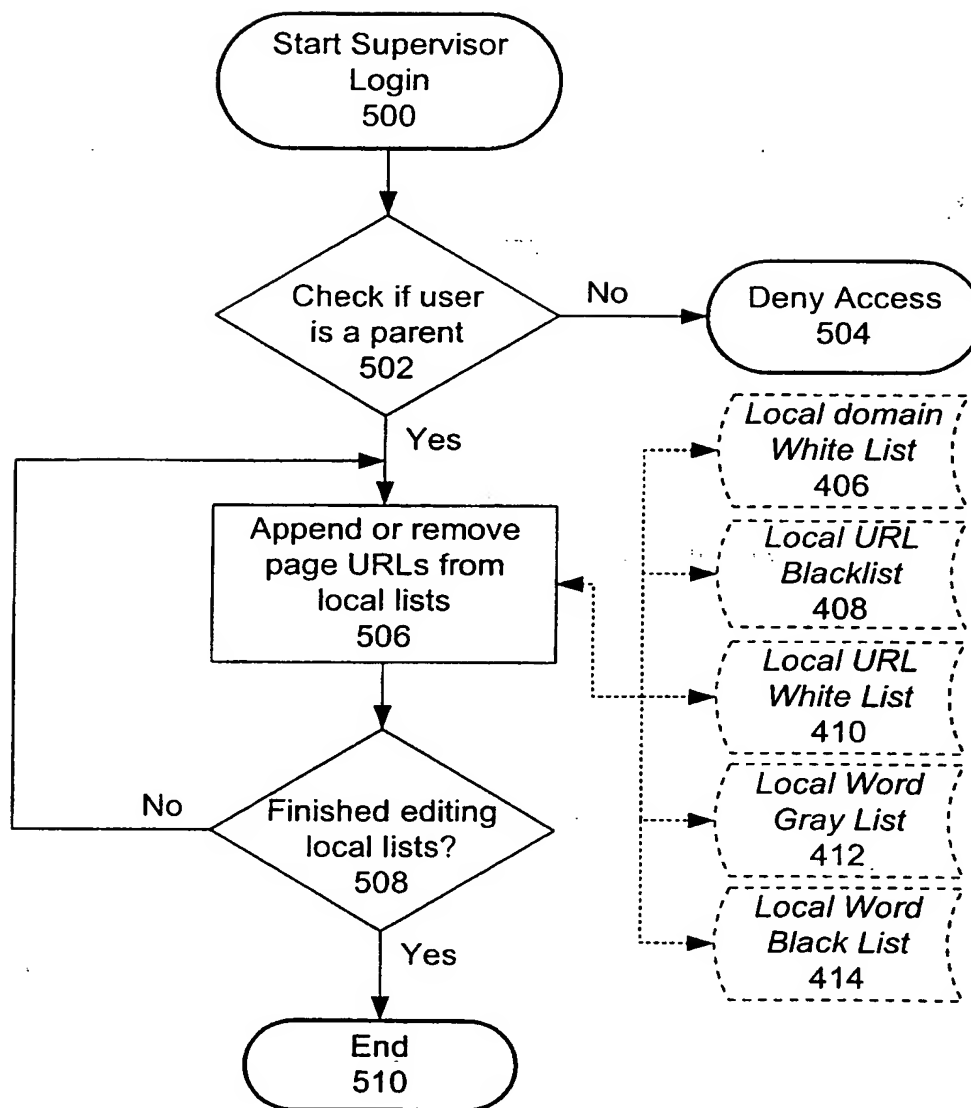 Start Supervisor
Login
500
Check if user
is a parent
502
No
Deny Access
504
Yes
Append or remove
page URLs from
local lists
506
Local domain
White List
406
Local URL
Blacklist
408
Local URL
White List
410
Local Word
Gray List
412
Local Word
Black List
414
No
Finished editing
local lists?
508
Yes
End
510